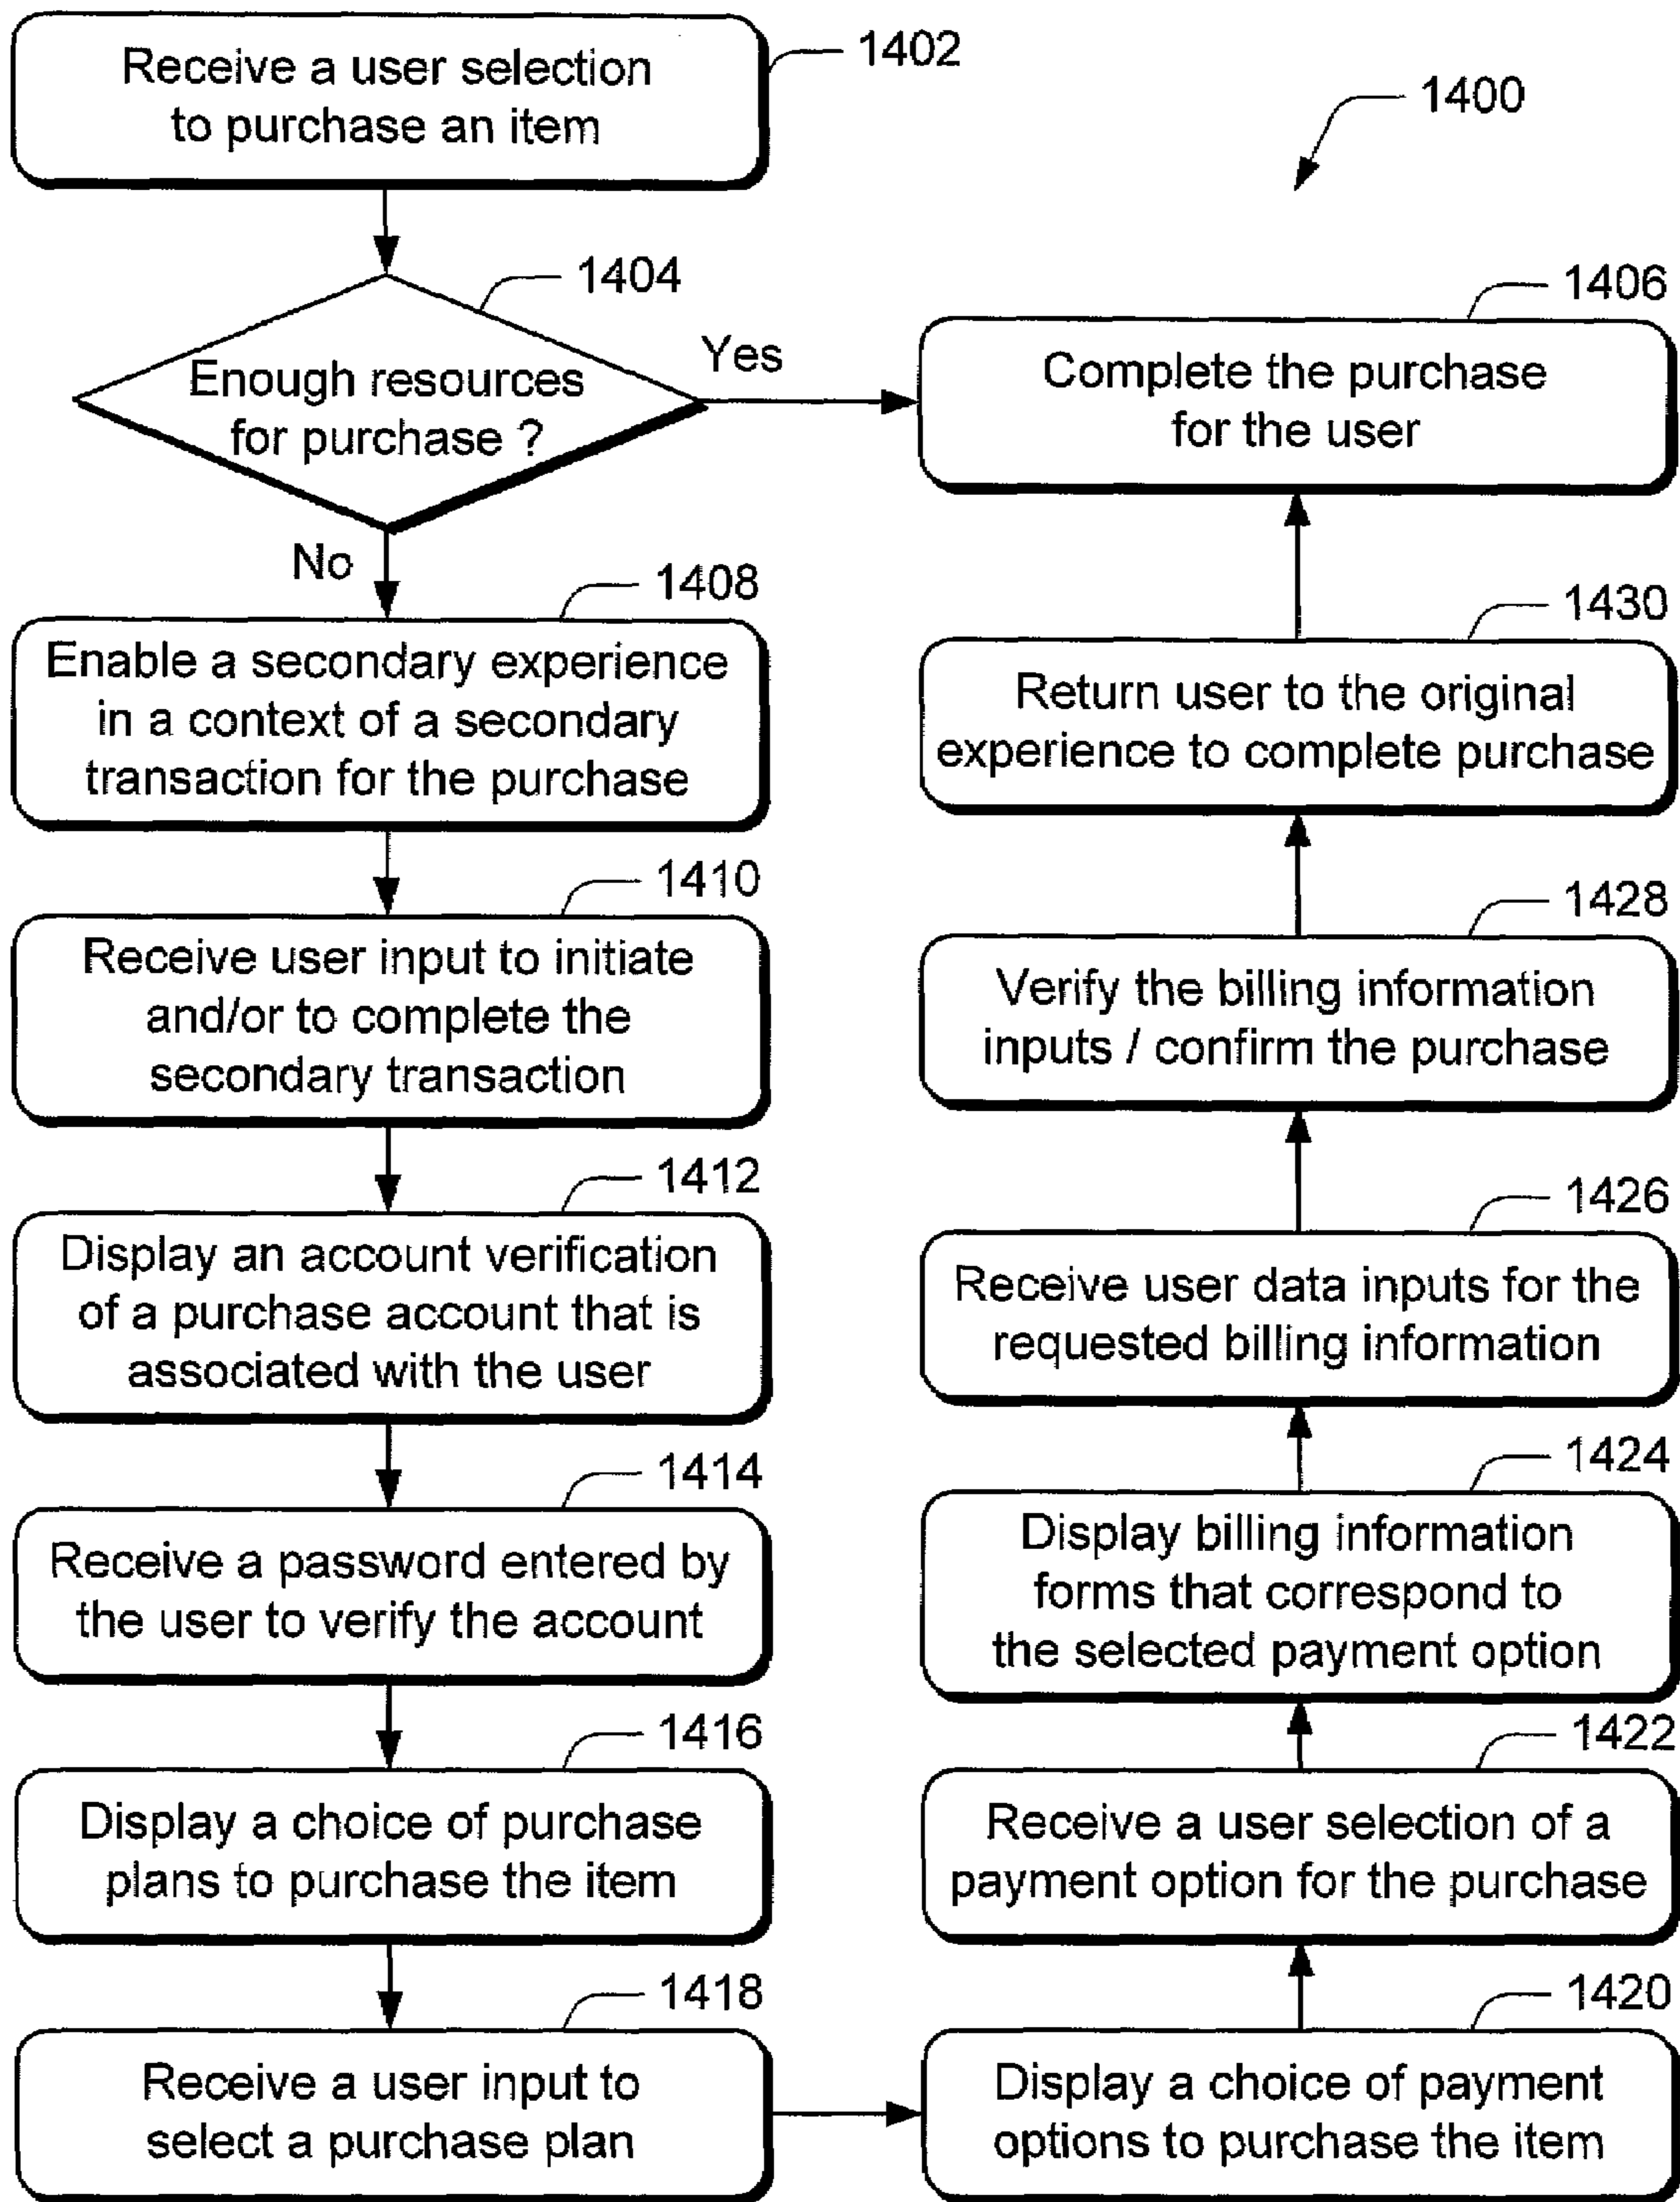 Receive a user selection
to purchase an item
1402
1400
1404
Enough resources
for purchase ?
Yes
No
1406
Complete the purchase
for the user
1408
Enable a secondary experience
in a context of a secondary
transaction for the purchase
1410
Receive user input to initiate
and/or to complete the
secondary transaction
1412
Display an account verification
of a purchase account that is
associated with the user
1414
Receive a password entered by
the user to verify the account
1416
Display a choice of purchase
plans to purchase the item
1418
Receive a user input to
select a purchase plan
1420
Display a choice of payment
options to purchase the item
1422
Receive a user selection of a
payment option for the purchase
1424
Display billing information
forms that correspond to
the selected payment option
1426
Receive user data inputs for the
requested billing information
1428
Verify the billing information
inputs / confirm the purchase
1430
Return user to the original
experience to complete purchase